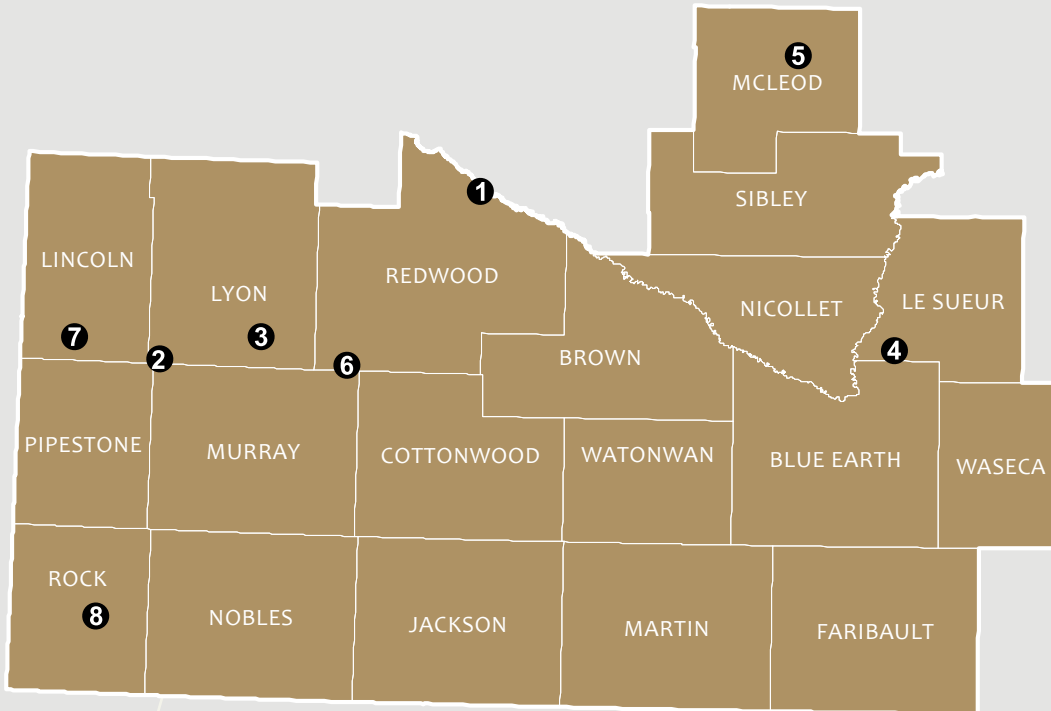 5
MCLEOD
1
SIBLEY
LINCOLN
REDWOOD
LYON
NICOLLET
LE SUEUR
7
3
2
4
BROWN
6
PIPESTONE
MURRAY
COTTONWOOD
WATONWAN
BLUE EARTH
WASECA
ROCK
8
NOBLES
JACKSON
MARTIN
FARIBAULT